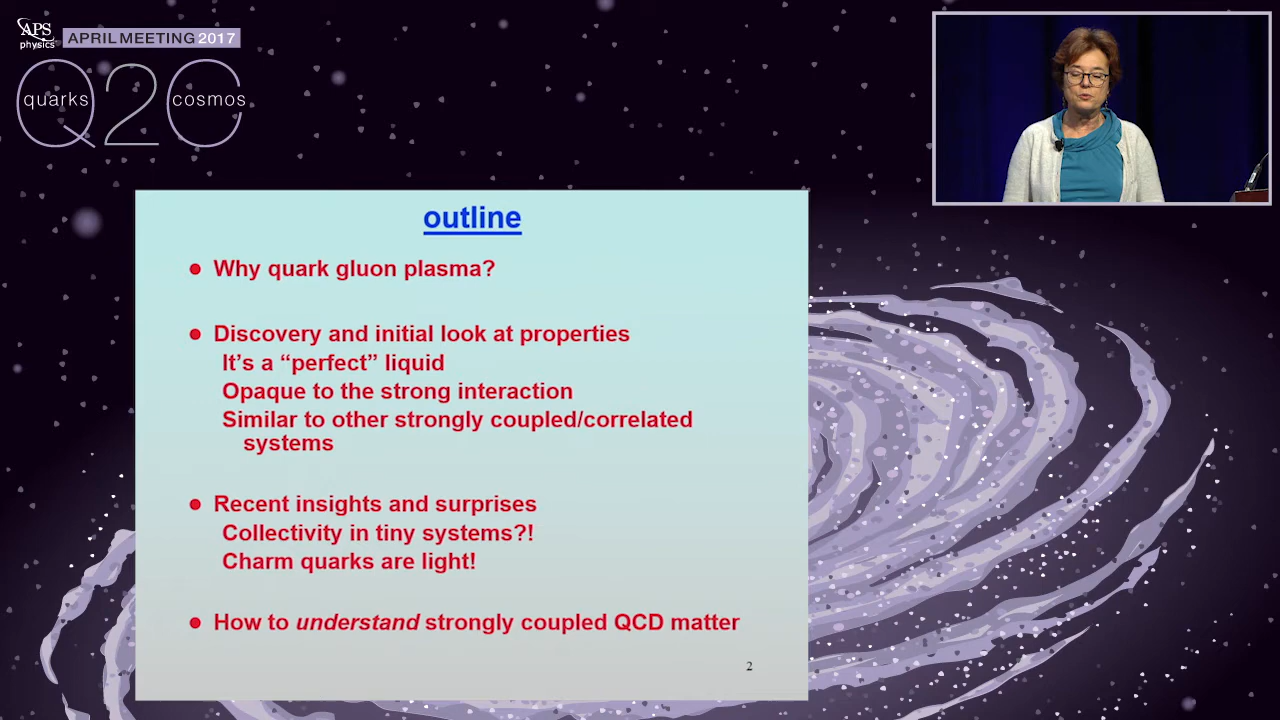 APS
physics
APRIL MEETING 2017
Q2C
quarks
cosmos
outline
● Why quark gluon plasma?
● Discovery and initial look at properties
It's a “perfect” liquid
Opaque to the strong interaction
Similar to other strongly coupled/correlated
systems
● Recent insights and surprises
Collectivity in tiny systems?!
Charm quarks are light!
● How to understand strongly coupled QCD matter
2